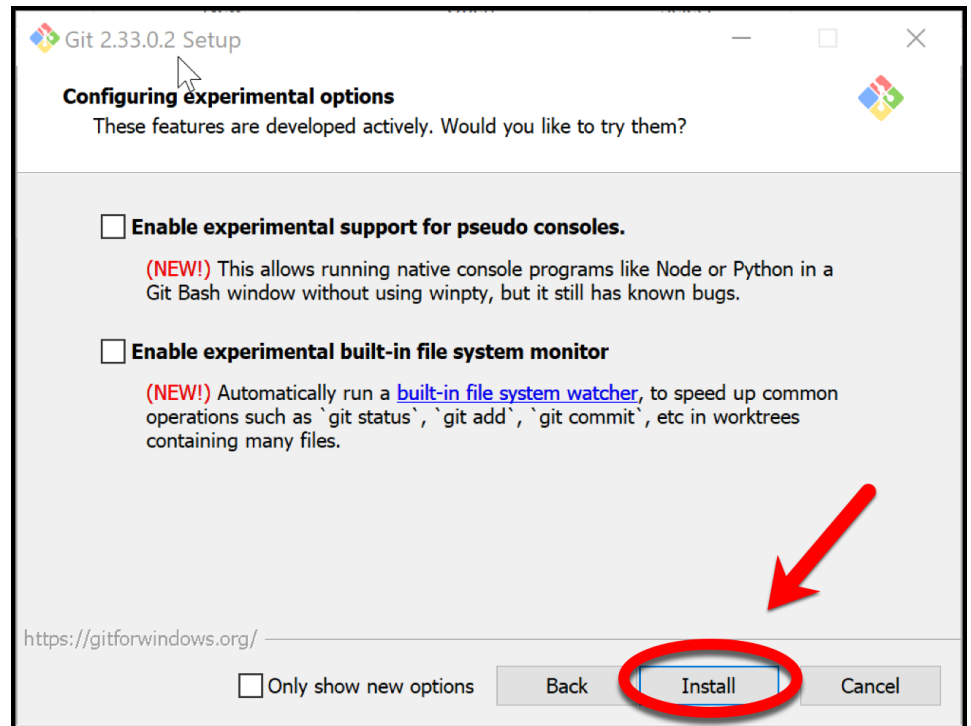 Git 2.33.0.2 Setup
Configuring experimental options
These features are developed actively. Would you like to try them?
Enable experimental support for pseudo consoles.
(NEW!) This allows running native console programs like Node or Python in a
Git Bash window without using winpty, but it still has known bugs.
Enable experimental built-in file system monitor
(NEW!) Automatically run a built-in file system watcher, to speed up common
operations such as `git status`, `git add`, `git commit`, etc in worktrees
containing many files.
https://gitforwindows.org/
Only show new options Back Install Cancel